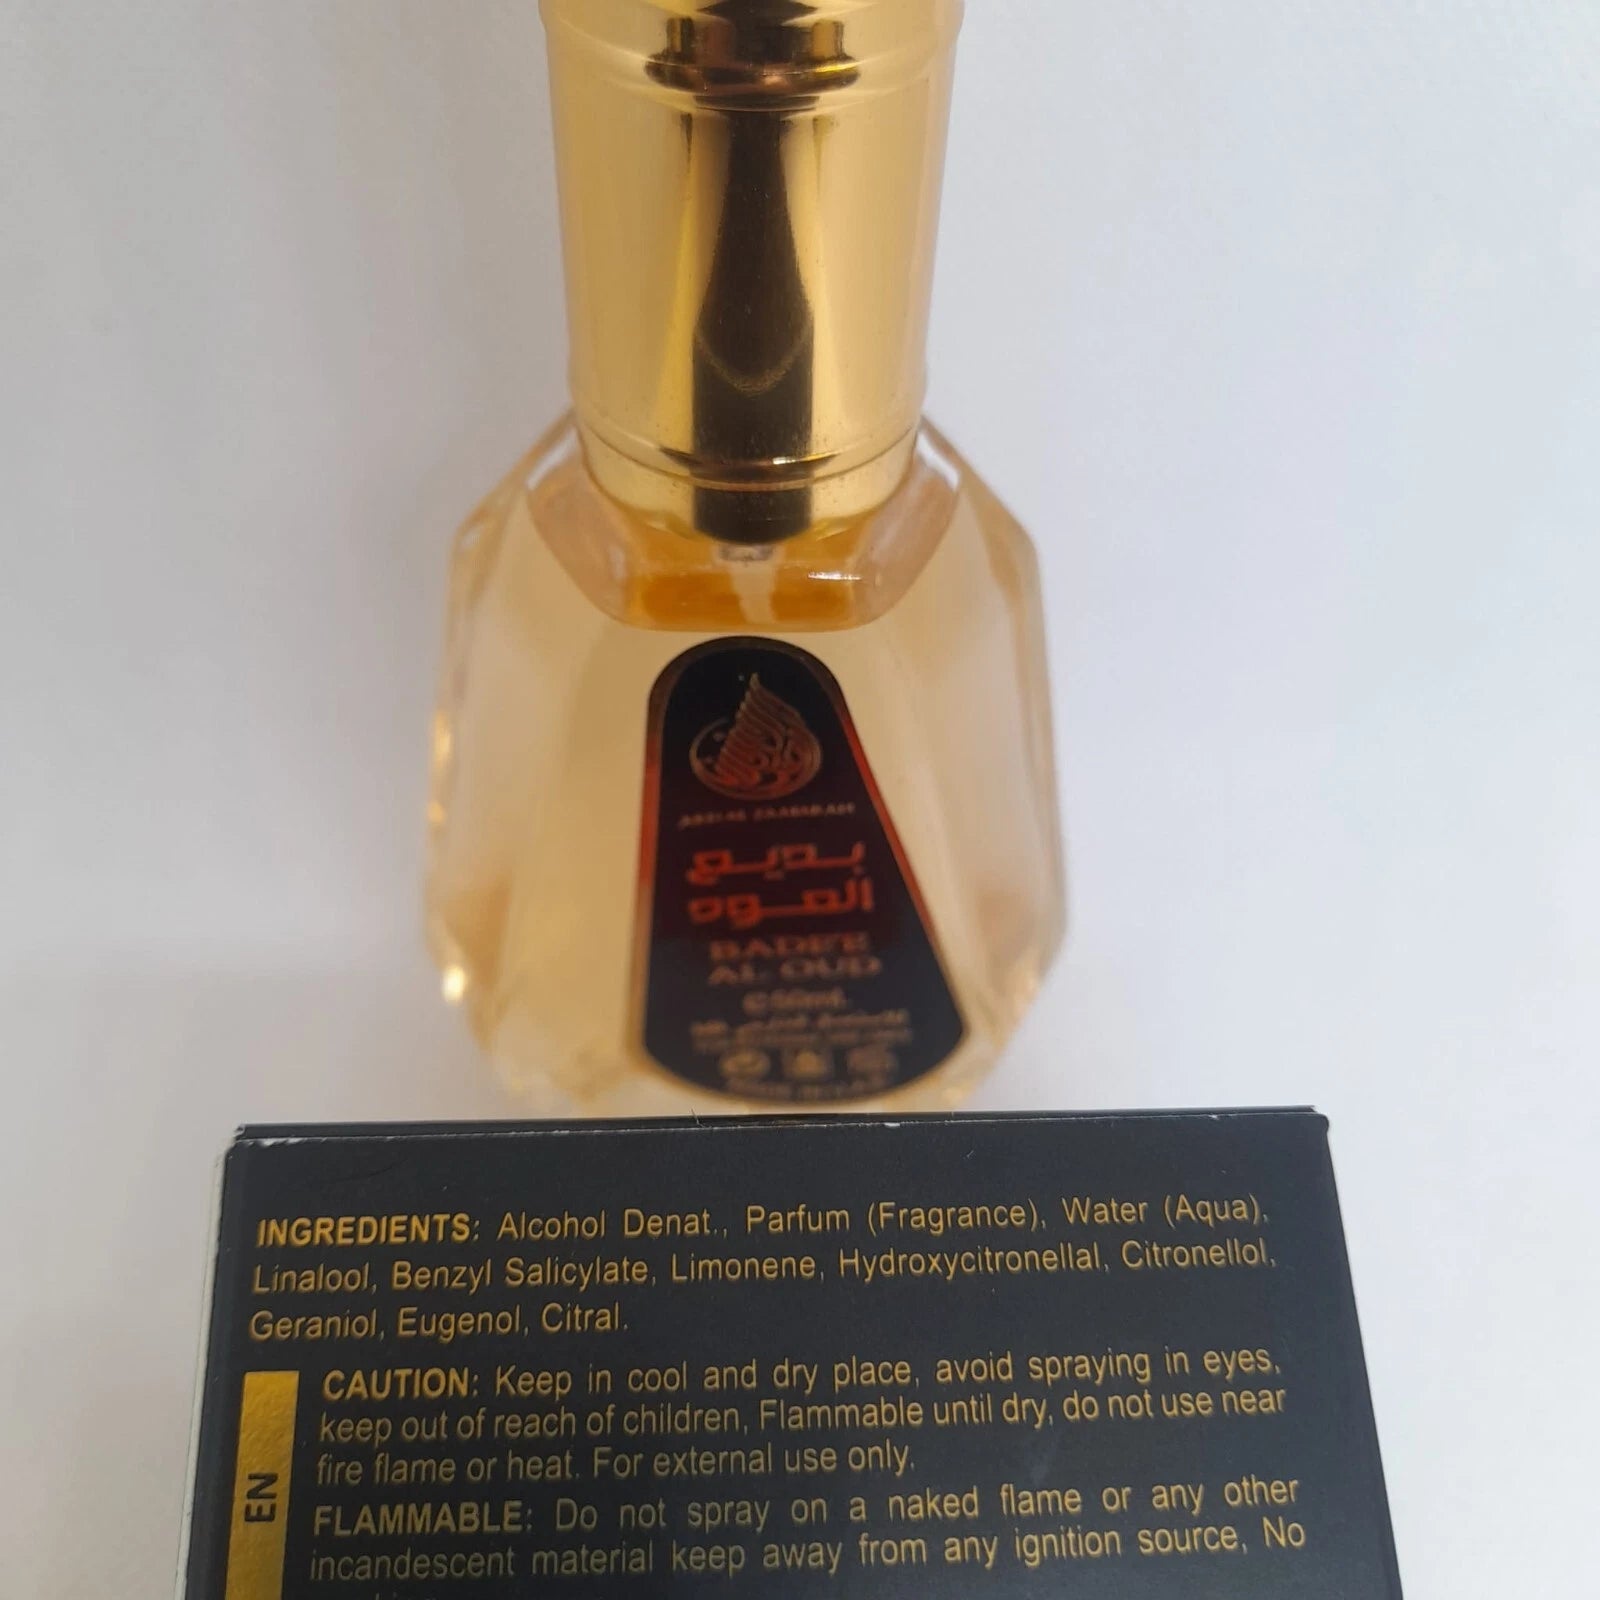 ARD AL ZAAFARAN
بديع
العود
BADEE
AL OUD
℮50mL
INGREDIENTS: Alcohol Denat., Parfum (Fragrance), Water (Aqua),
Linalool, Benzyl Salicylate, Limonene, Hydroxycitronellal, Citronellol,
Geraniol, Eugenol, Citral.
EN
CAUTION: Keep in cool and dry place, avoid spraying in eyes,
keep out of reach of children, Flammable until dry, do not use near
fire flame or heat. For external use only.
FLAMMABLE: Do not spray on a naked flame or any other
incandescent material keep away from any ignition source, No